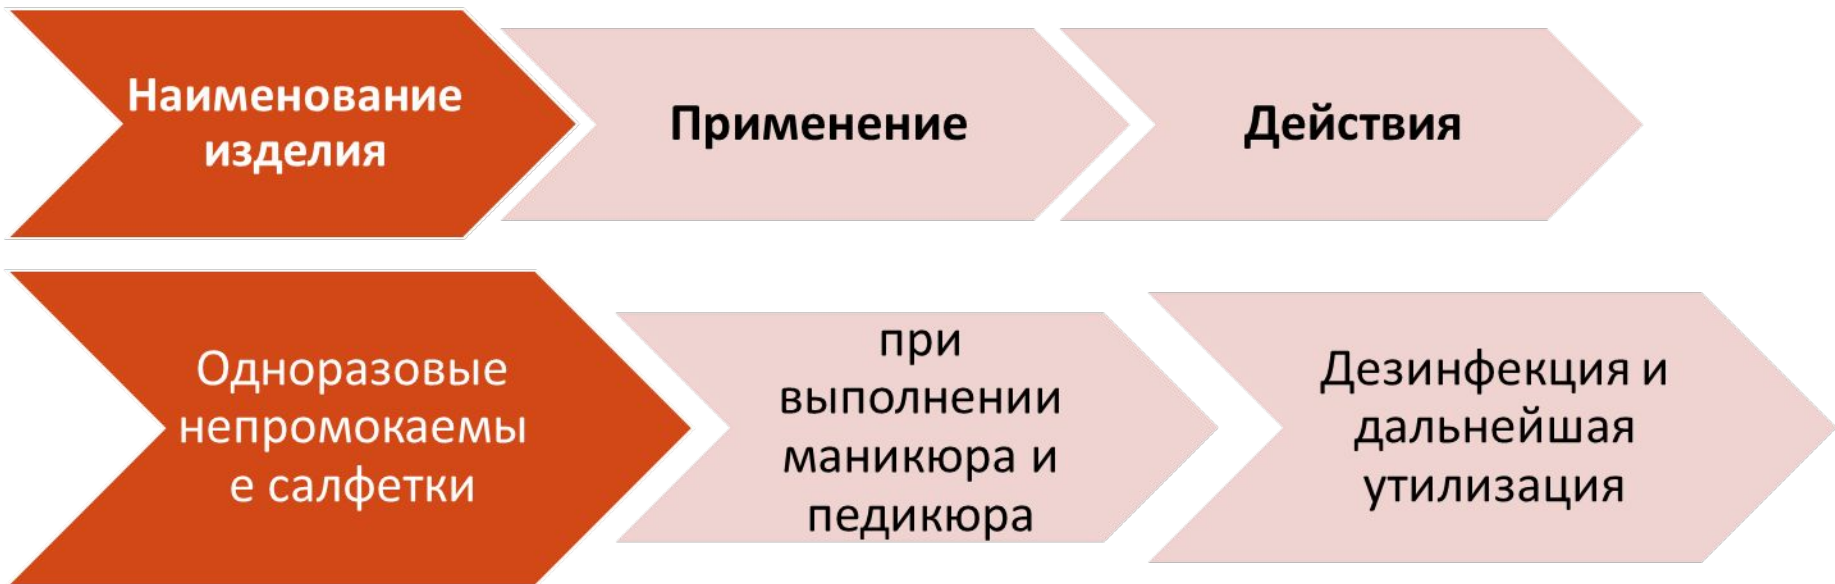 Наименование
изделия
Применение
Действия
Одноразовые
непромокаемы
е салфетки
при
выполнении
маникюра и
педикюра
Дезинфекция и
дальнейшая
утилизация